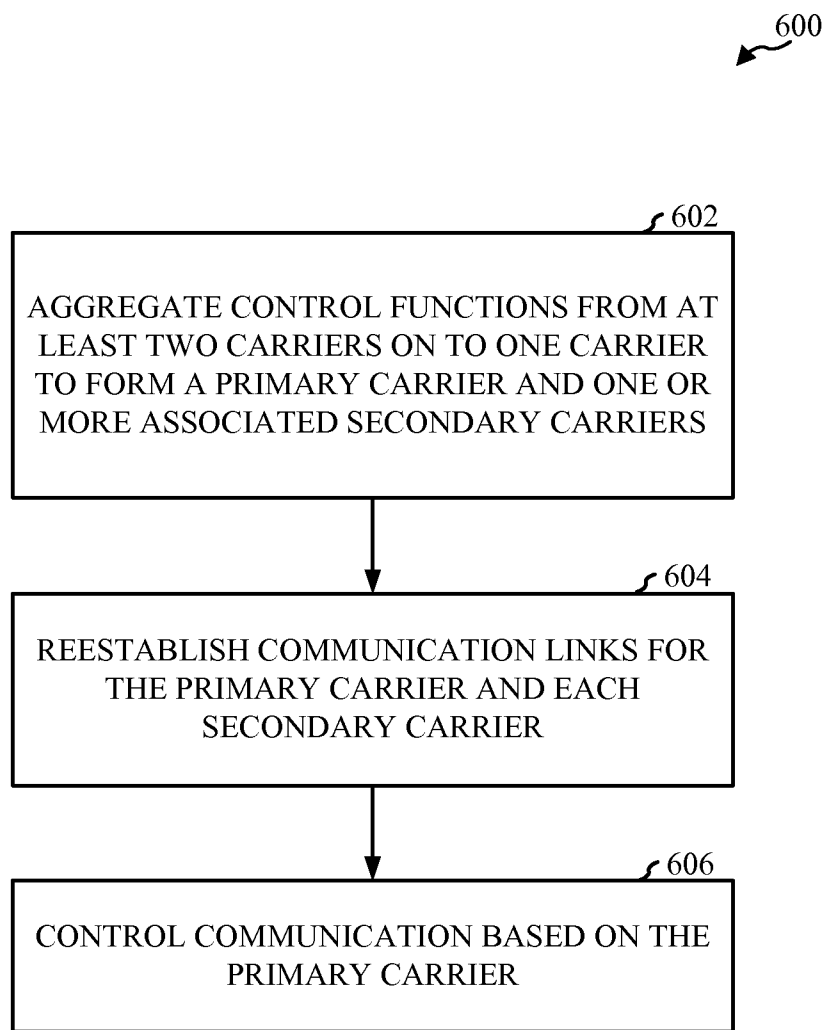 600
602
AGGREGATE CONTROL FUNCTIONS FROM AT
LEAST TWO CARRIERS ON TO ONE CARRIER
TO FORM A PRIMARY CARRIER AND ONE OR
MORE ASSOCIATED SECONDARY CARRIERS
604
REESTABLISH COMMUNICATION LINKS FOR
THE PRIMARY CARRIER AND EACH
SECONDARY CARRIER
606
CONTROL COMMUNICATION BASED ON THE
PRIMARY CARRIER